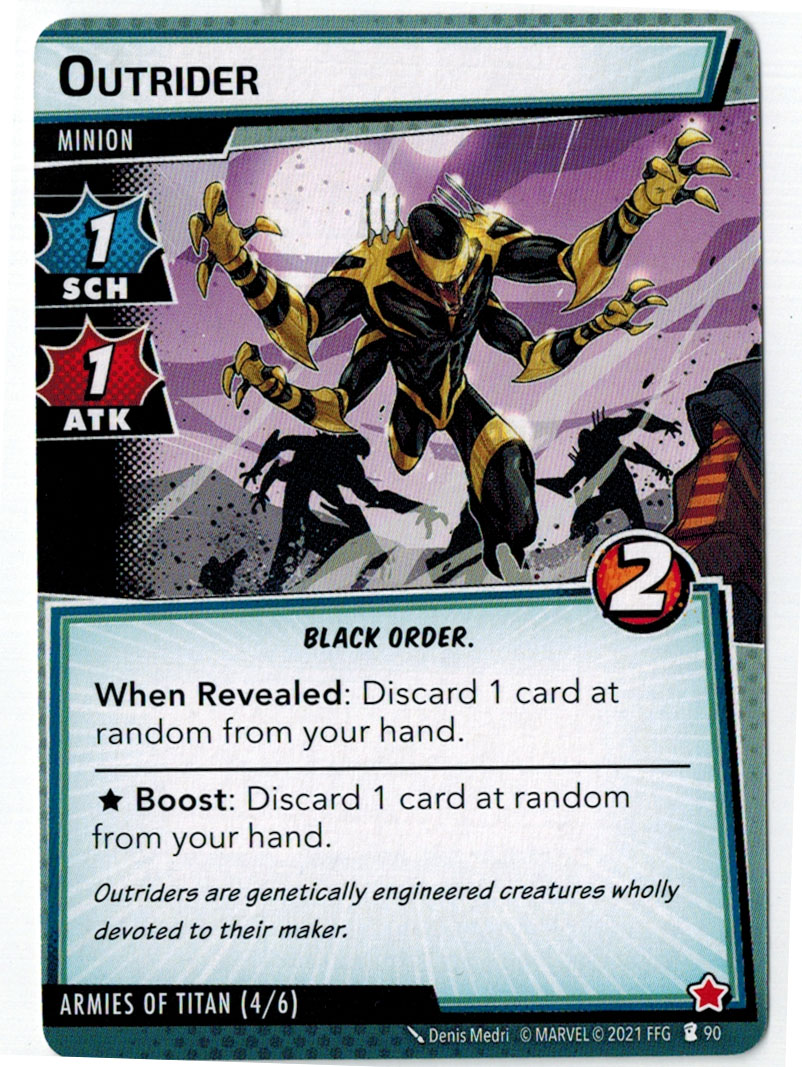 OUTRIDER
MINION
1
SCH
1
ATK
2
BLACK ORDER.
When Revealed: Discard 1 card at
random from your hand.
★ Boost: Discard 1 card at random
from your hand.
Outriders are genetically engineered creatures wholly
devoted to their maker.
ARMIES OF TITAN (4/6)
Denis Medri © MARVEL © 2021 FFG 90